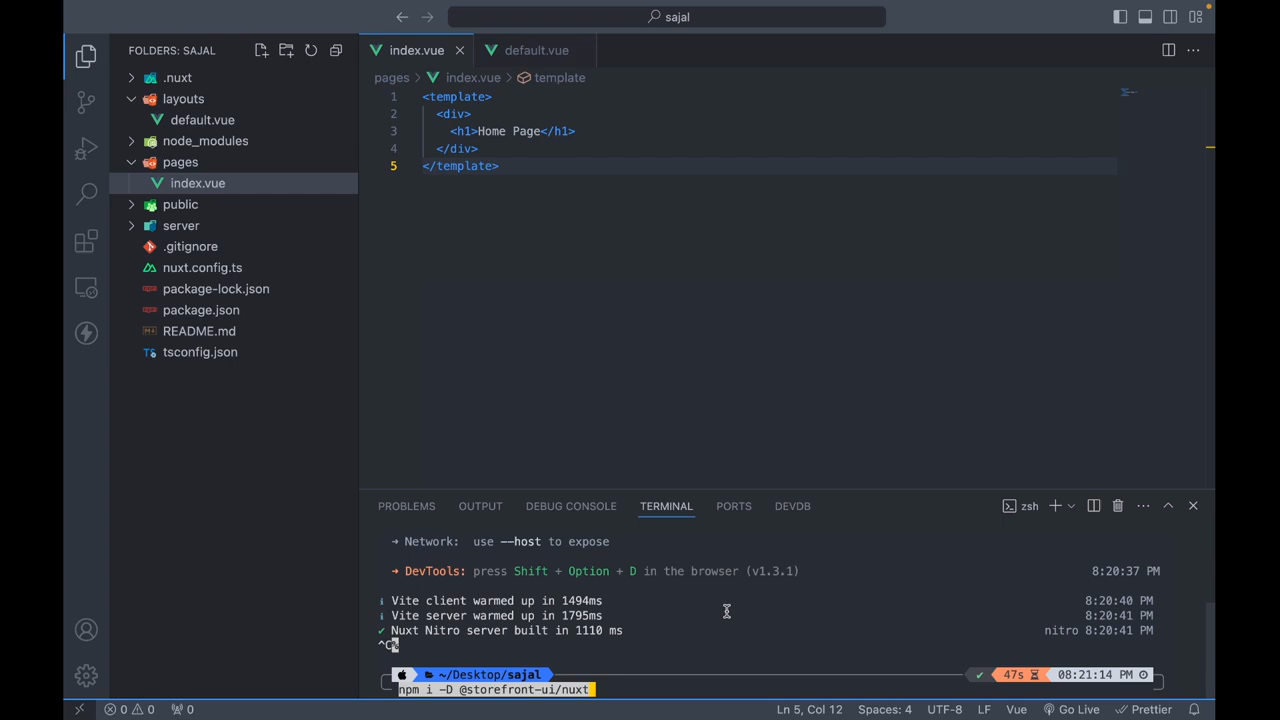 sajal
FOLDERS: SAJAL
.nuxt
layouts
default.vue
node_modules
pages
index.vue
public
server
.gitignore
nuxt.config.ts
package-lock.json
package.json
README.md
tsconfig.json
index.vue
default.vue
pages > index.vue > template
1 <template>
2 <div>
3 <h1>Home Page</h1>
4 </div>
5 </template>
PROBLEMS OUTPUT DEBUG CONSOLE TERMINAL PORTS DEVDB zsh
➜ Network: use --host to expose
➜ DevTools: press Shift + Option + D in the browser (v1.3.1) 8:20:37 PM
ℹ Vite client warmed up in 1494ms 8:20:40 PM
ℹ Vite server warmed up in 1795ms 8:20:41 PM
✔ Nuxt Nitro server built in 1110 ms nitro 8:20:41 PM
^C%
~/Desktop/sajal ✔ 47s 08:21:14 PM
npm i -D @storefront-ui/nuxt
0 0 0 Ln 5, Col 12 Spaces: 4 UTF-8 LF Vue Go Live Prettier